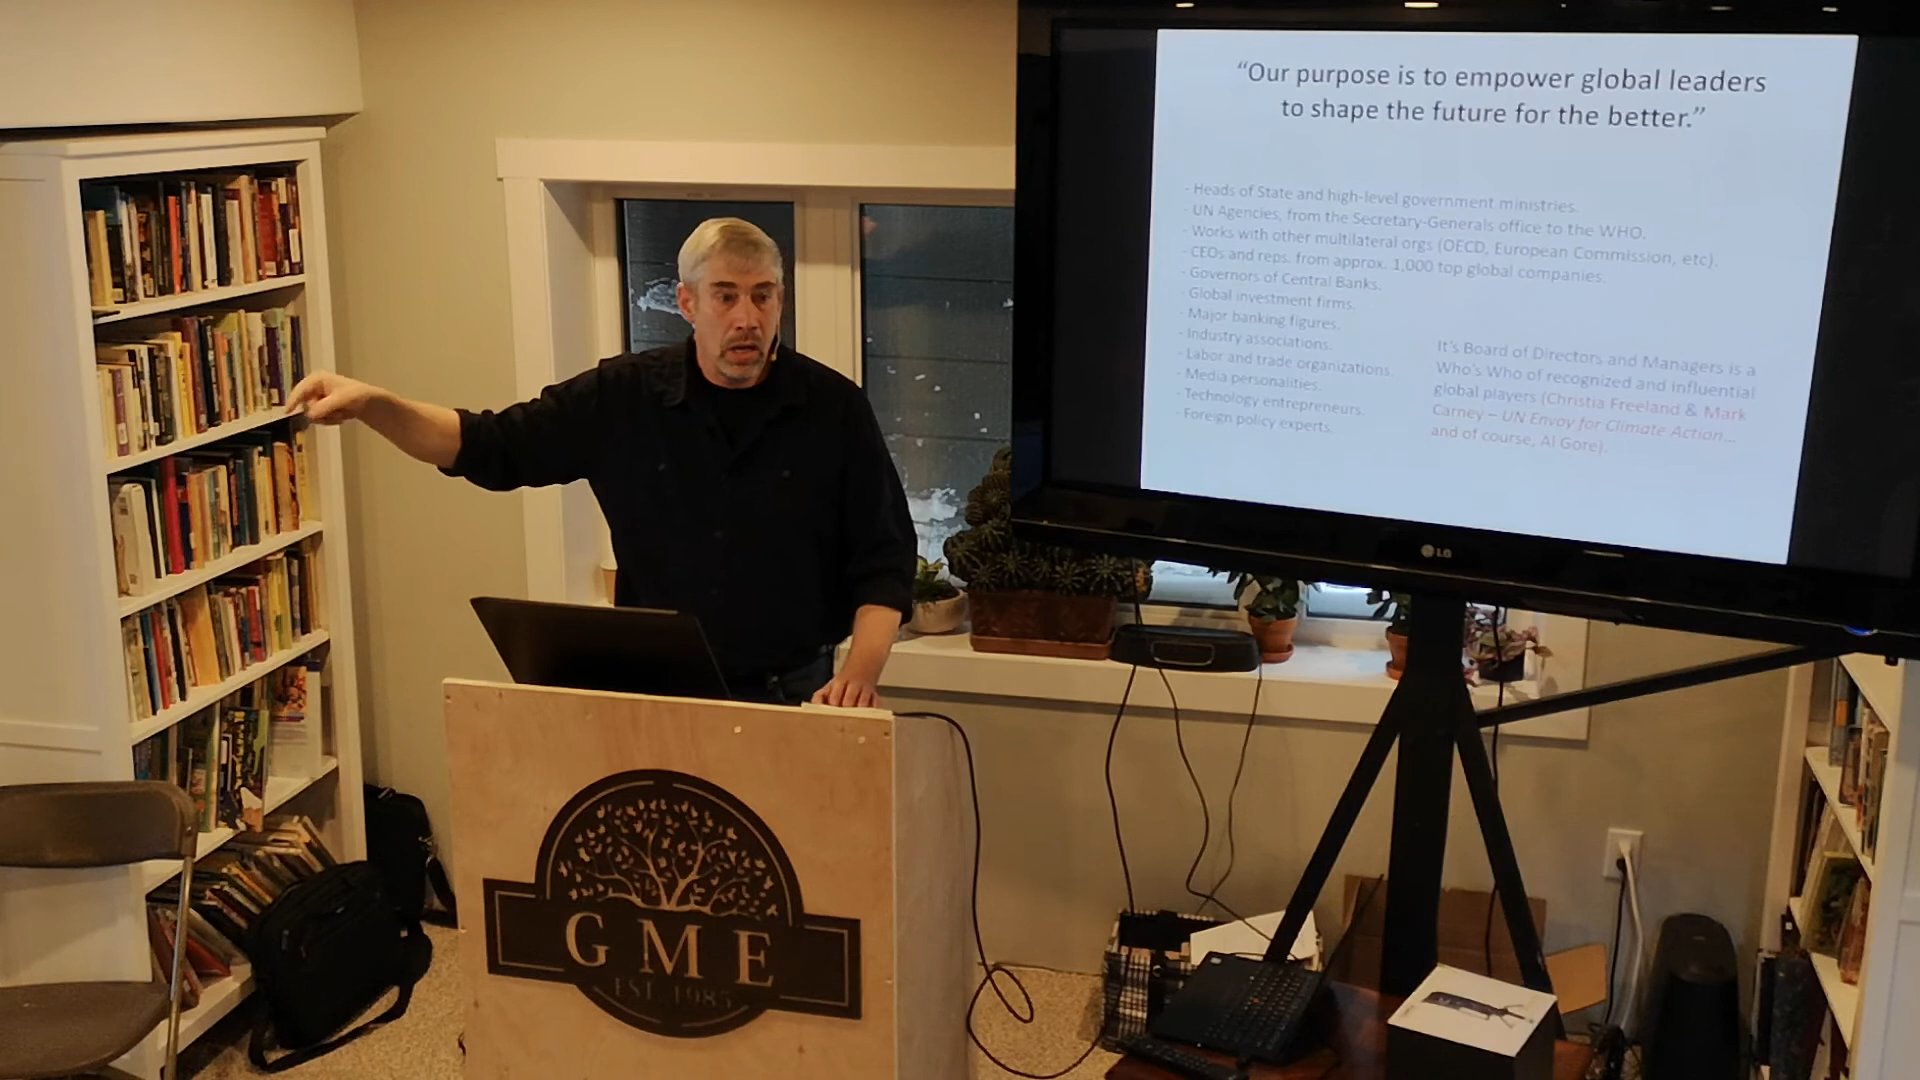 “Our purpose is to empower global leaders
to shape the future for the better.”
- Heads of State and high-level government ministries.
- UN Agencies, from the Secretary-Generals office to the WHO.
- Works with other multilateral orgs (OECD, European Commission, etc).
- CEOs and reps. from approx. 1,000 top global companies.
- Governors of Central Banks.
- Global investment firms.
- Major banking figures.
- Industry associations.
- Labor and trade organizations.
- Media personalities.
- Technology entrepreneurs.
- Foreign policy experts.
It’s Board of Directors and Managers is a
Who’s Who of recognized and influential
global players (Christia Freeland & Mark
Carney – UN Envoy for Climate Action...
and of course, Al Gore).
LG
GME
EST. 1985